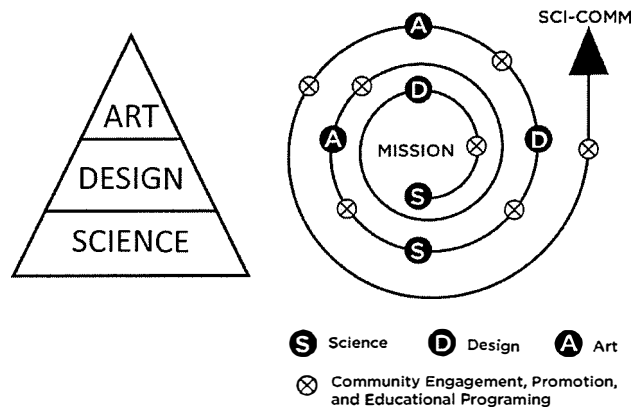 ART
DESIGN
SCIENCE
SCI-COMM
A
D
A
MISSION
D
S
S
S Science
D Design
A Art
Community Engagement, Promotion,
and Educational Programing